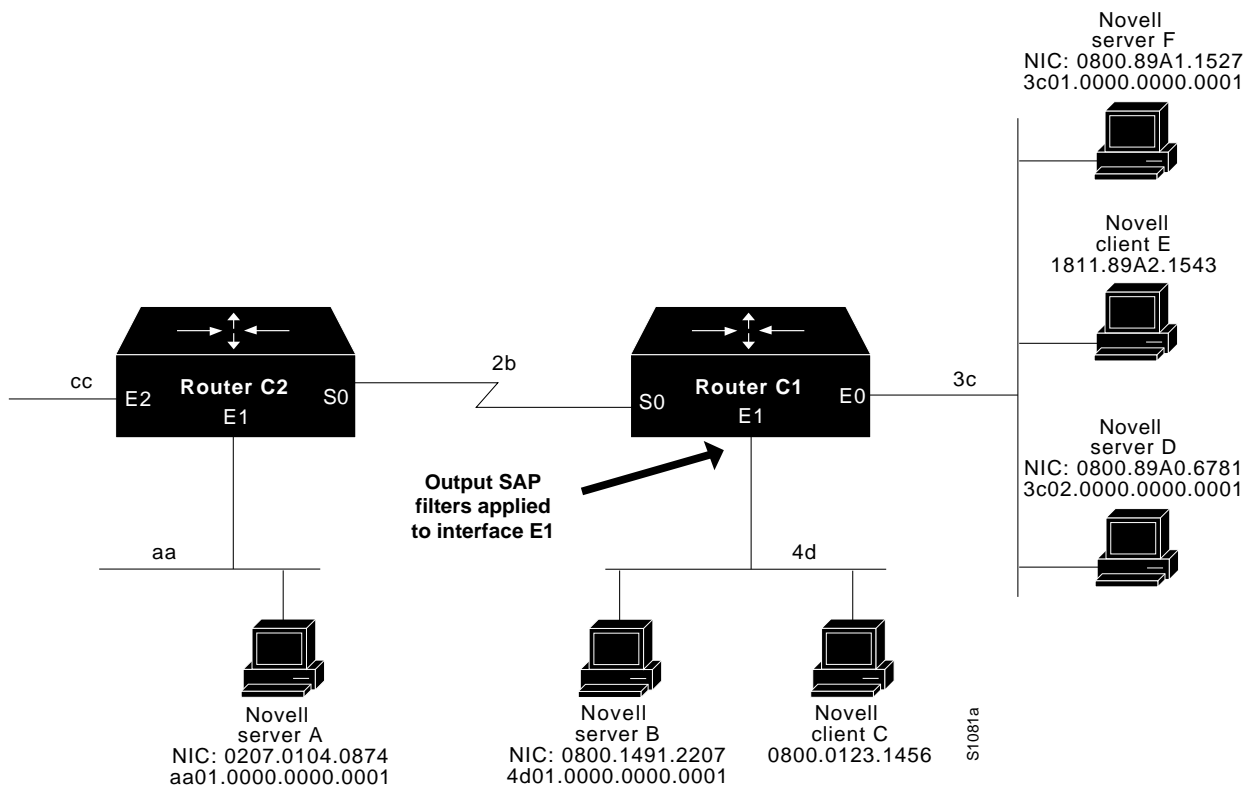 Novell
server F
NIC: 0800.89A1.1527
3c01.0000.0000.0001
Novell
client E
1811.89A2.1543
cc
E2
Router C2
E1
S0
2b
S0
Router C1
E1
E0
3c
Novell
server D
NIC: 0800.89A0.6781
3c02.0000.0000.0001
Output SAP
filters applied
to interface E1
aa
4d
Novell
server A
NIC: 0207.0104.0874
aa01.0000.0000.0001
Novell
server B
NIC: 0800.1491.2207
4d01.0000.0000.0001
Novell
client C
0800.0123.1456
S1081a